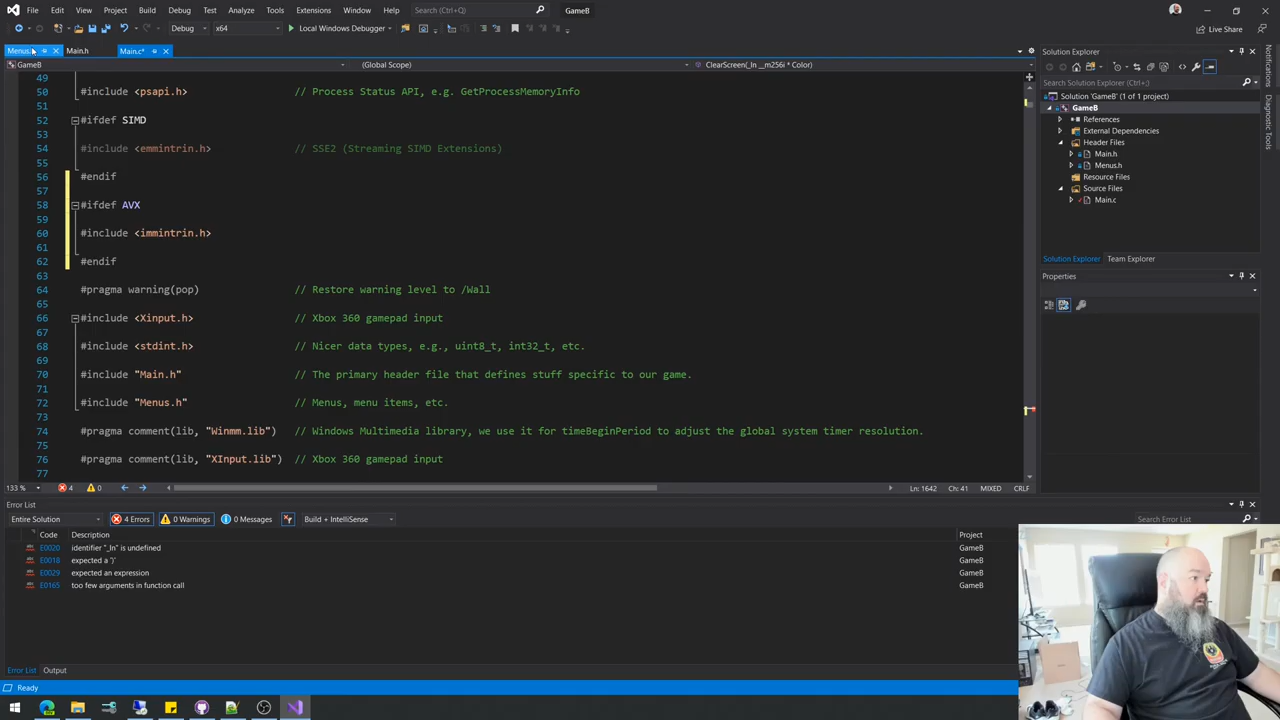 File Edit View Project Build Debug Test Analyze Tools Extensions Window Help Search (Ctrl+Q) GameB
Debug x64 Local Windows Debugger Live Share
Menus.h Main.h Main.c*
GameB (Global Scope) ClearScreen(_In __m256i * Color)
49
50 #include <psapi.h> // Process Status API, e.g. GetProcessMemoryInfo
51
52 #ifdef SIMD
53
54 #include <emmintrin.h> // SSE2 (Streaming SIMD Extensions)
55
56 #endif
57
58 #ifdef AVX
59
60 #include <immintrin.h>
61
62 #endif
63
64 #pragma warning(pop) // Restore warning level to /Wall
65
66 #include <Xinput.h> // Xbox 360 gamepad input
67
68 #include <stdint.h> // Nicer data types, e.g., uint8_t, int32_t, etc.
69
70 #include "Main.h" // The primary header file that defines stuff specific to our game.
71
72 #include "Menus.h" // Menus, menu items, etc.
73
74 #pragma comment(lib, "Winmm.lib") // Windows Multimedia library, we use it for timeBeginPeriod to adjust the global system timer resolution.
75
76 #pragma comment(lib, "XInput.lib") // Xbox 360 gamepad input
77
133 % 4 0 Ln: 1642 Ch: 41 MIXED CRLF
Error List
Entire Solution 4 Errors 0 Warnings 0 Messages Build + IntelliSense Search Error List
Code Description Project
E0020 identifier "_In" is undefined GameB
E0018 expected a ')' GameB
E0029 expected an expression GameB
E0165 too few arguments in function call GameB
Error List Output
Ready
Solution Explorer
Search Solution Explorer (Ctrl+;)
Solution 'GameB' (1 of 1 project)
GameB
References
External Dependencies
Header Files
Main.h
Menus.h
Resource Files
Source Files
Main.c
Solution Explorer Team Explorer
Properties
Notifications
Diagnostic Tools